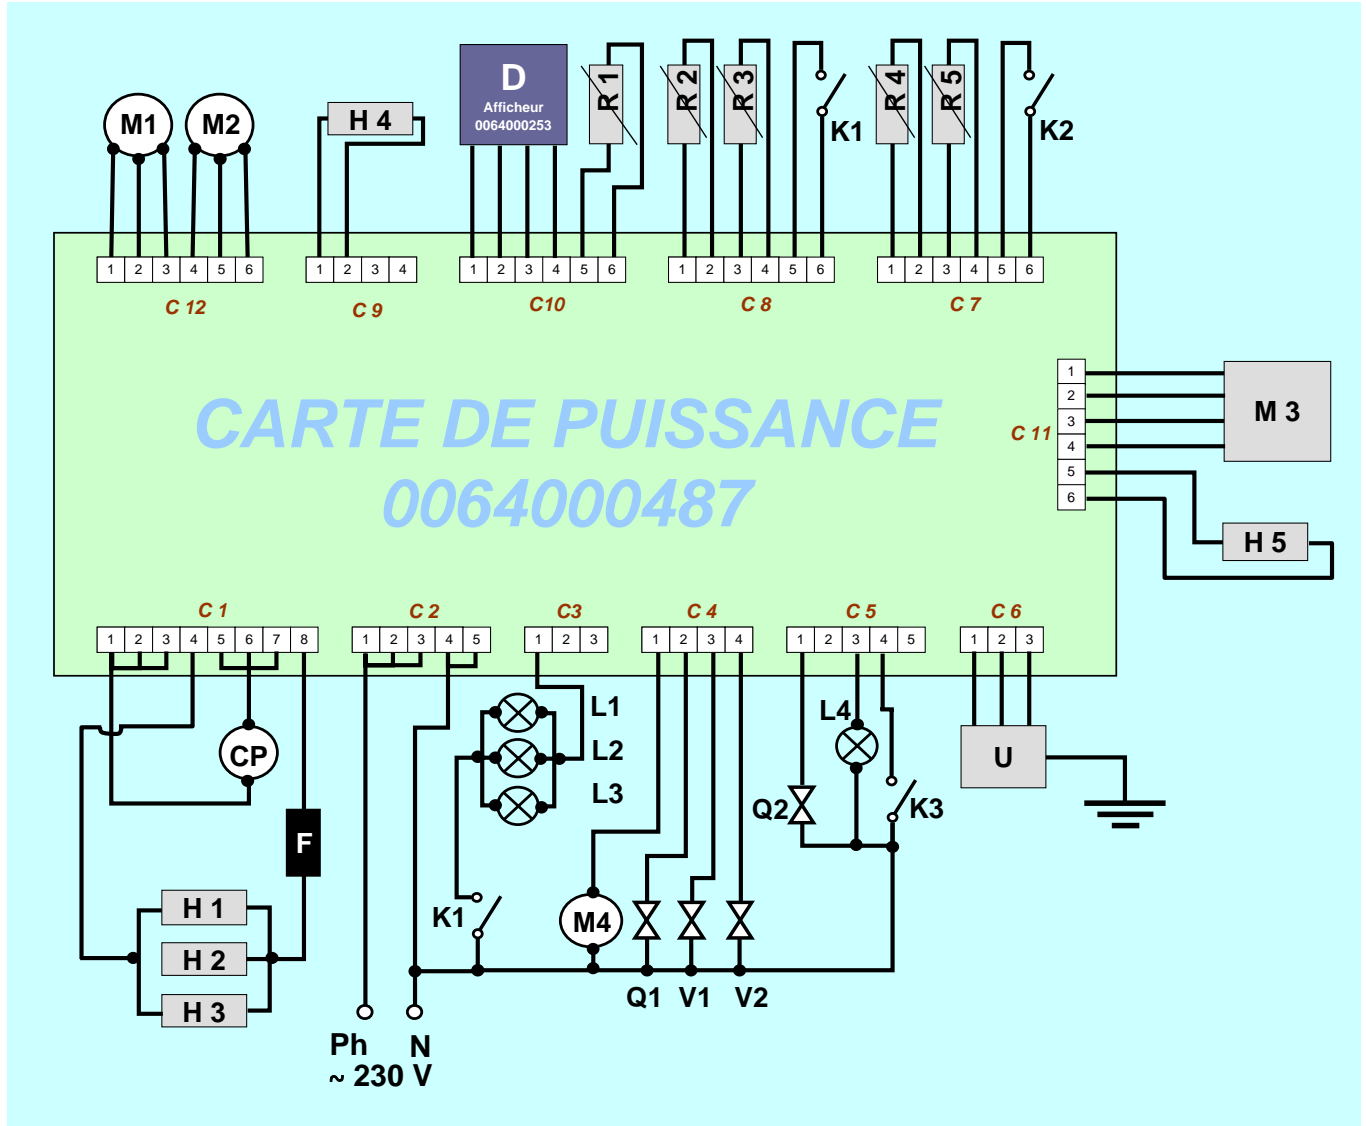 D
Afficheur
0064000253
R 1
R 2
R 3
K1
R 4
R 5
K2
M1
M2
H 4
1 2 3 4 5 6
1 2 3 4
1 2 3 4 5 6
1 2 3 4 5 6
1 2 3 4 5 6
C 12
C 9
C10
C 8
C 7
CARTE DE PUISSANCE
0064000487
C 11
1
2
3
4
5
6
M 3
H 5
C 1
C 2
C3
C 4
C 5
C 6
1 2 3 4 5 6 7 8
1 2 3 4 5
1 2 3
1 2 3 4
1 2 3 4 5
1 2 3
L1
L2
L3
L4
CP
U
Q2
K3
F
K1
M4
H 1
H 2
H 3
Q1 V1 V2
Ph N
~ 230 V